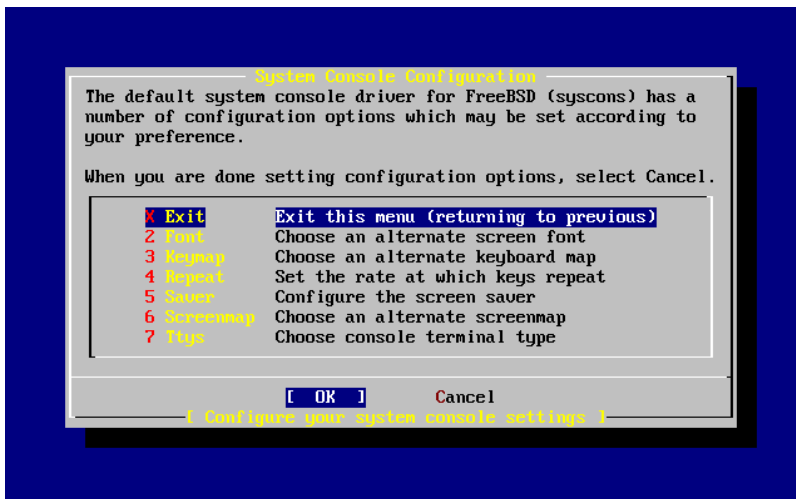 System Console Configuration
The default system console driver for FreeBSD (syscons) has a
number of configuration options which may be set according to
your preference.
When you are done setting configuration options, select Cancel.
X Exit Exit this menu (returning to previous)
2 Font Choose an alternate screen font
3 Keymap Choose an alternate keyboard map
4 Repeat Set the rate at which keys repeat
5 Saver Configure the screen saver
6 Screenmap Choose an alternate screenmap
7 Ttys Choose console terminal type
[ OK ] Cancel
[ Configure your system console settings ]